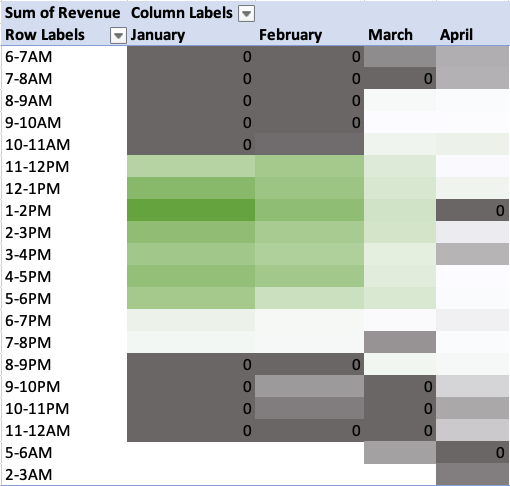 Sum of Revenue Column Labels
Row Labels January February March April
6-7AM 0 0
7-8AM 0 0 0
8-9AM 0 0
9-10AM 0 0
10-11AM 0
11-12PM
12-1PM
1-2PM 0
2-3PM
3-4PM
4-5PM
5-6PM
6-7PM
7-8PM
8-9PM 0 0
9-10PM 0 0
10-11PM 0 0
11-12AM 0 0 0
5-6AM 0
2-3AM